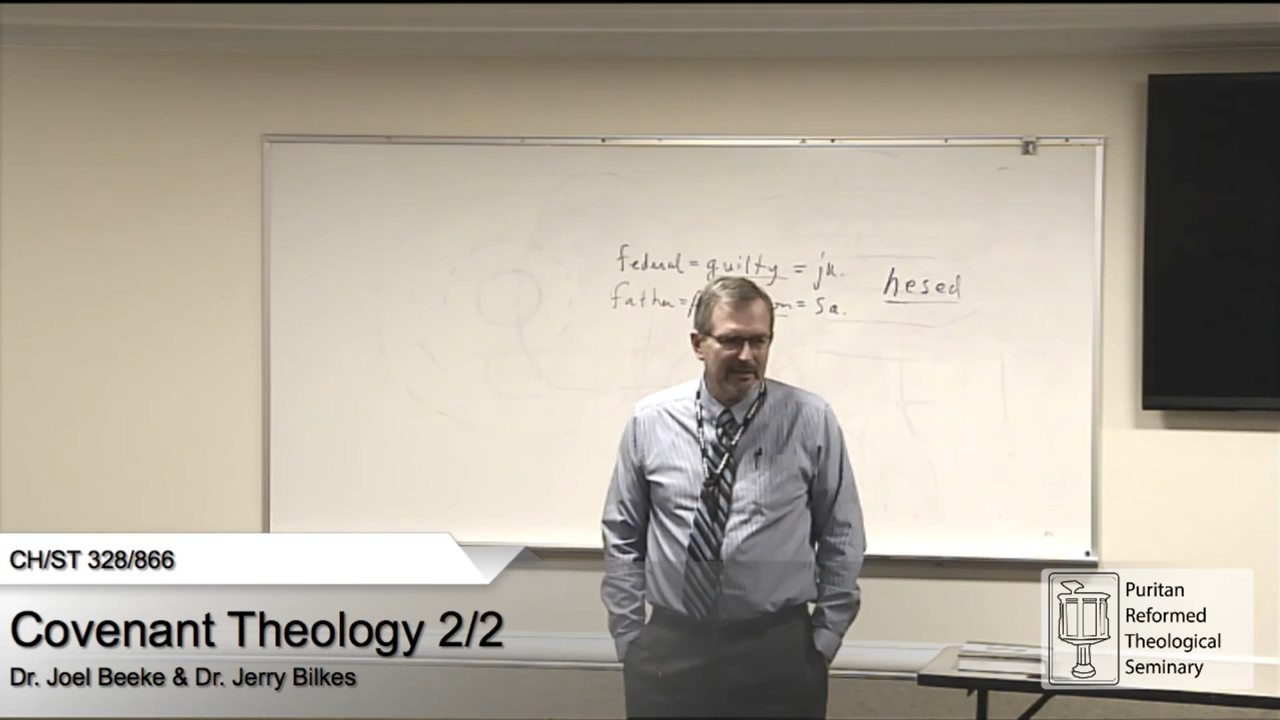 federal = guilty = ju.
father = = sa.
hesed
CH/ST 328/866
Covenant Theology 2/2
Dr. Joel Beeke & Dr. Jerry Bilkes
Puritan
Reformed
Theological
Seminary